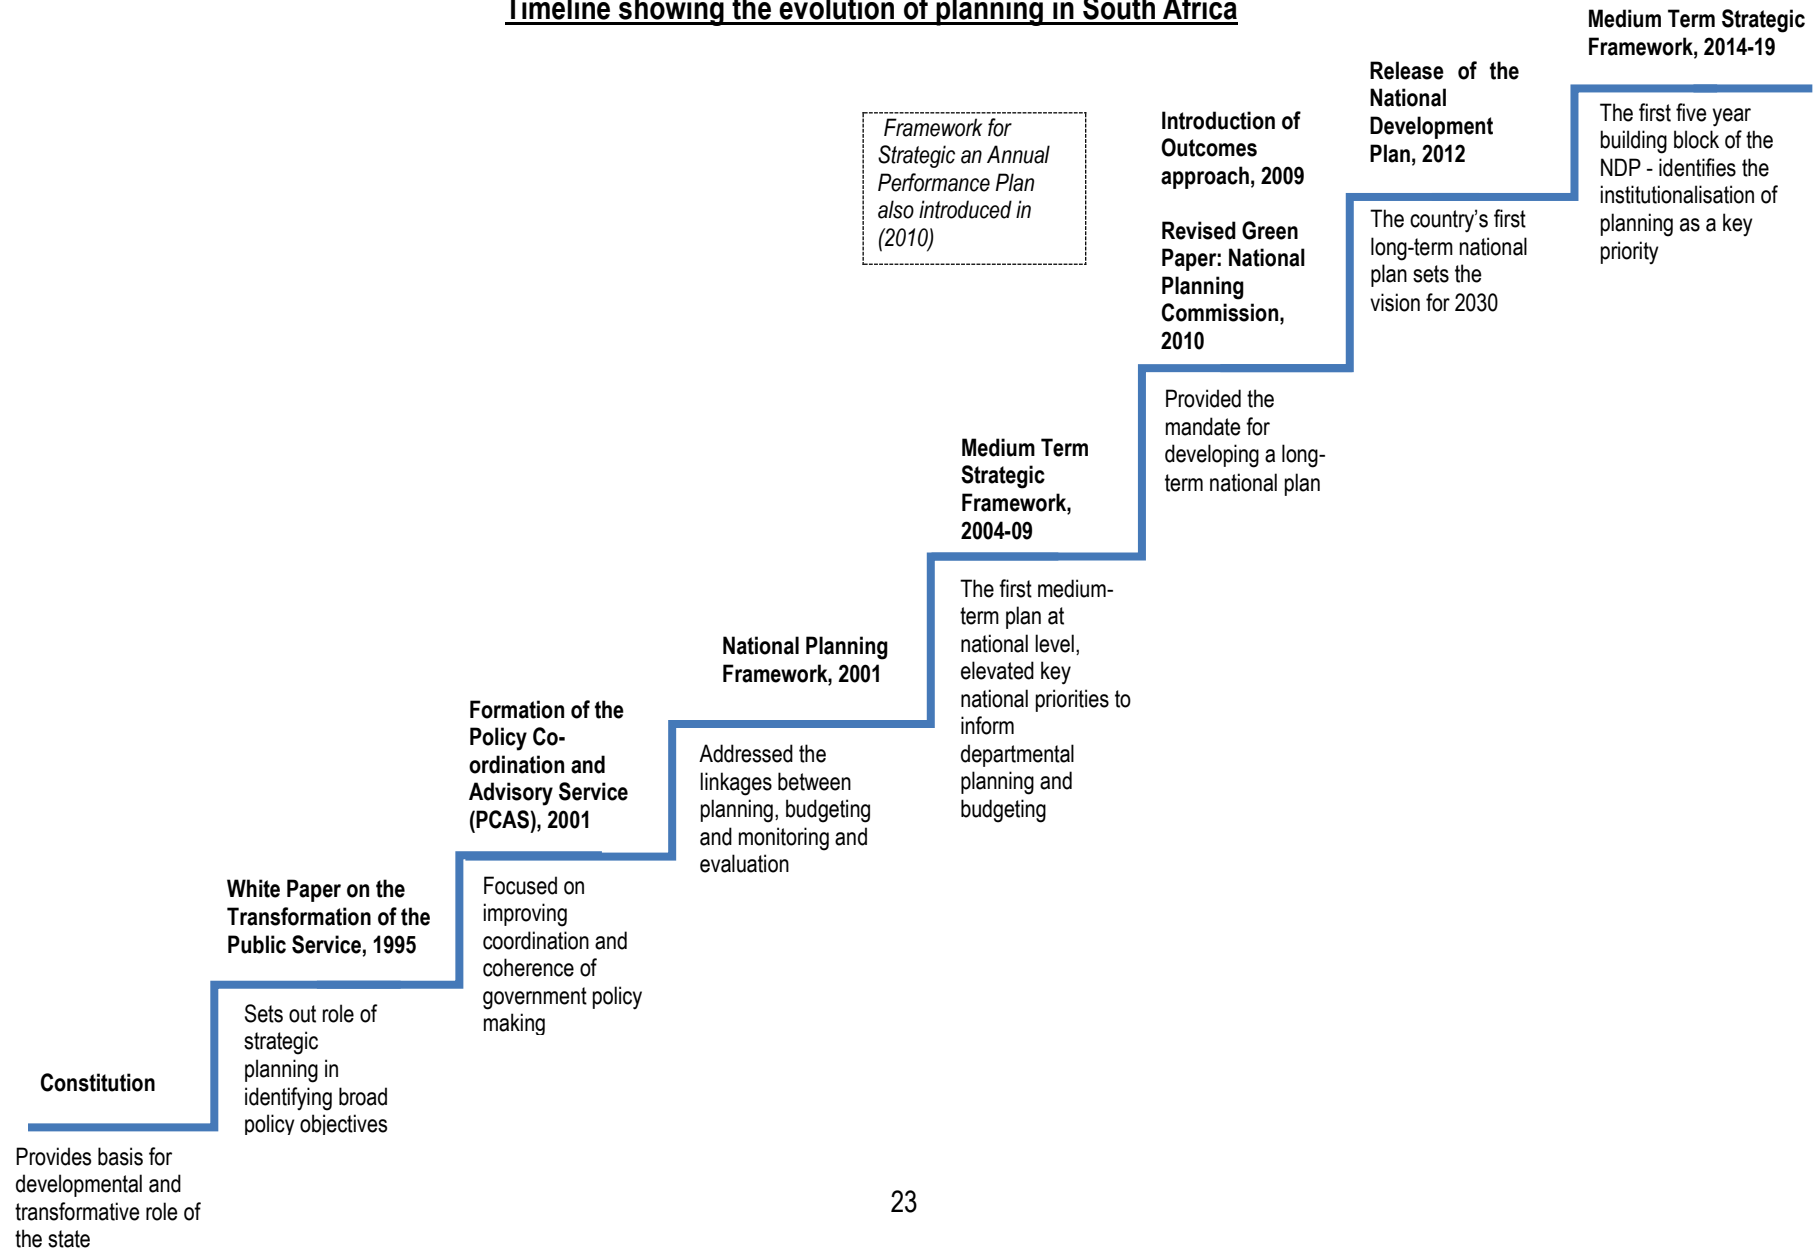 Timeline showing the evolution of planning in South Africa
Constitution
Provides basis for
developmental and
transformative role of
the state
White Paper on the
Transformation of the
Public Service, 1995
Sets out role of
strategic
planning in
identifying broad
policy objectives
Formation of the
Policy Co-
ordination and
Advisory Service
(PCAS), 2001
Focused on
improving
coordination and
coherence of
government policy
making
National Planning
Framework, 2001
Addressed the
linkages between
planning, budgeting
and monitoring and
evaluation
Medium Term
Strategic
Framework,
2004-09
The first medium-
term plan at
national level,
elevated key
national priorities to
inform
departmental
planning and
budgeting
Framework for
Strategic an Annual
Performance Plan
also introduced in
(2010)
Introduction of
Outcomes
approach, 2009
Revised Green
Paper: National
Planning
Commission,
2010
Provided the
mandate for
developing a long-
term national plan
Release of the
National
Development
Plan, 2012
The country’s first
long-term national
plan sets the
vision for 2030
Medium Term Strategic
Framework, 2014-19
The first five year
building block of the
NDP - identifies the
institutionalisation of
planning as a key
priority
23